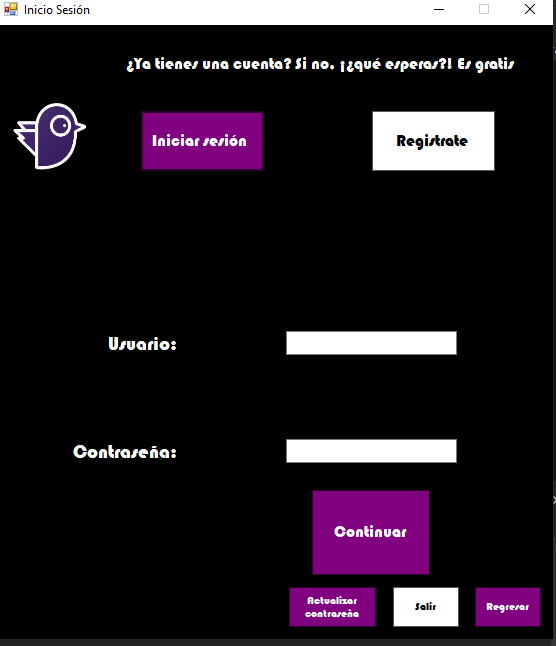 Inicio Sesión
¿Ya tienes una cuenta? Si no, ¡¿qué esperas?! Es gratis
Iniciar sesión
Registrate
Usuario:
Contraseña:
Continuar
Actualizar
contraseña
Salir
Regresar